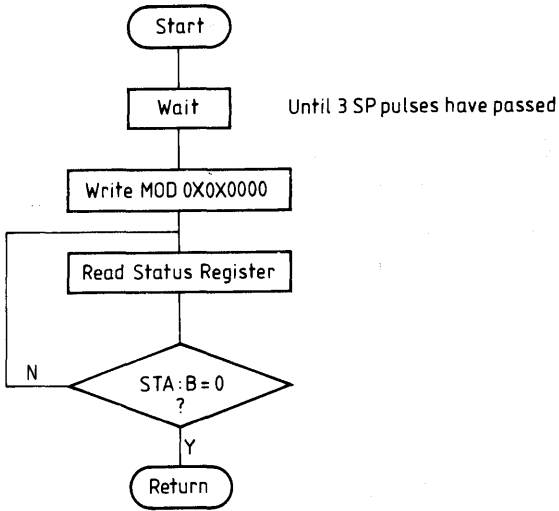 Start
Wait
Until 3 SP pulses have passed
Write MOD 0X0X0000
Read Status Register
N
STA:B=0
?
Y
Return